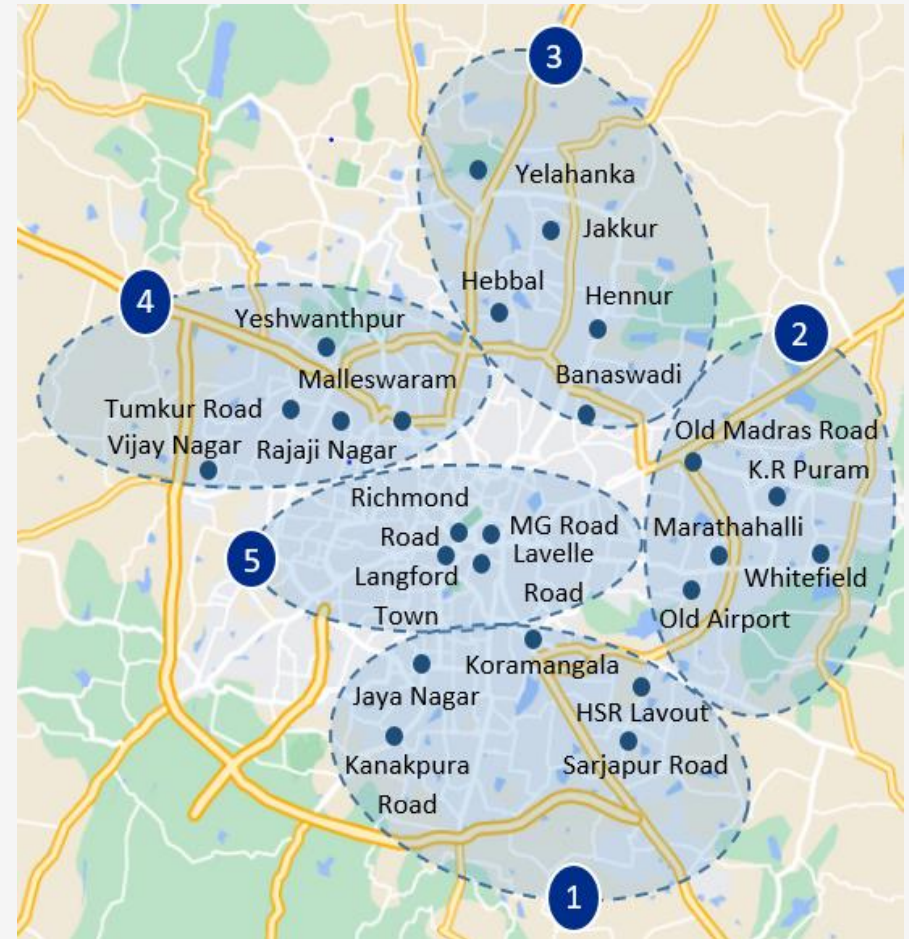 3
Yelahanka
Jakkur
Hebbal
Hennur
Banaswadi
4
Yeshwanthpur
Malleswaram
Tumkur Road
Vijay Nagar
Rajaji Nagar
2
Old Madras Road
K.R Puram
Marathahalli
Whitefield
Old Airport
5
Richmond
Road
MG Road
Langford
Town
Lavelle
Road
Koramangala
Jaya Nagar
HSR Lavout
Kanakpura
Road
Sarjapur Road
1